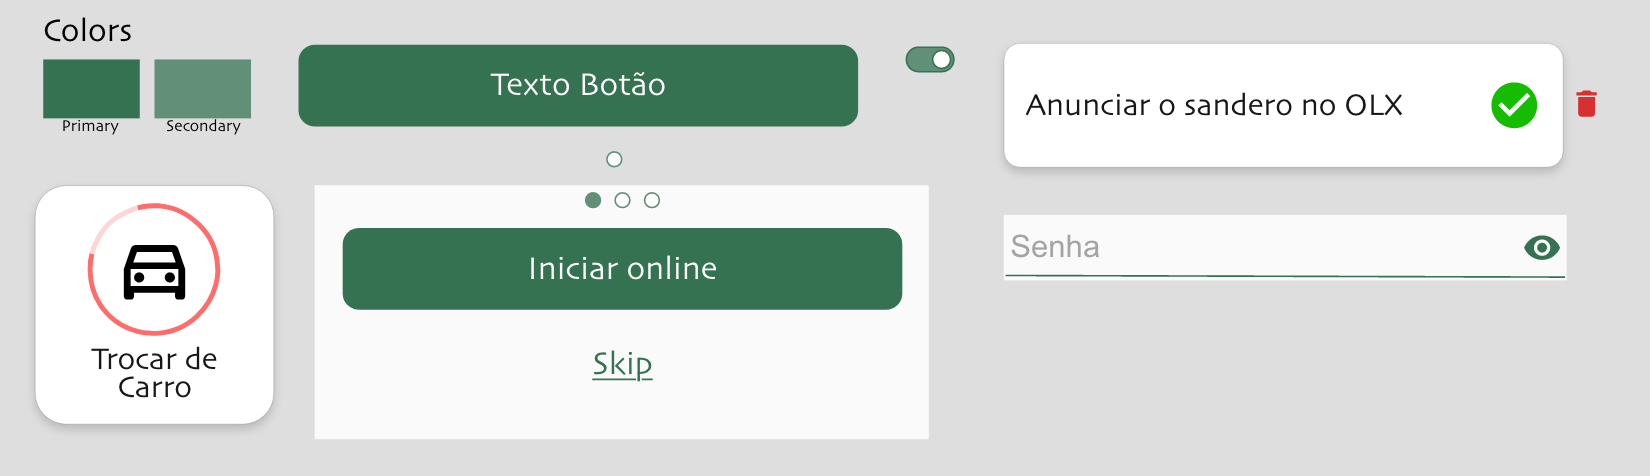 Colors
Primary
Secondary
Texto Botão
Anunciar o sandero no OLX
Trocar de
Carro
Iniciar online
Skip
Senha